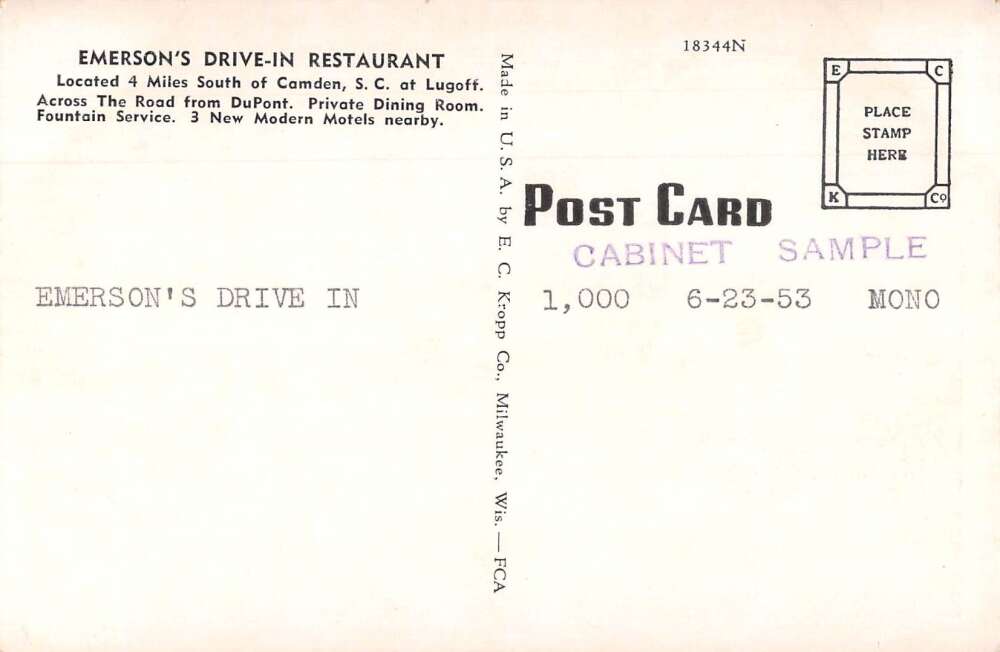 EMERSON'S DRIVE-IN RESTAURANT
Located 4 Miles South of Camden, S. C. at Lugoff.
Across The Road from DuPont. Private Dining Room.
Fountain Service. 3 New Modern Motels nearby.
EMERSON'S DRIVE IN
Made in U. S. A. by E. C. Kropp Co., Milwaukee, Wis. — FCA
18344N
E C
PLACE
STAMP
HERE
K Co
POST CARD
CABINET SAMPLE
1,000 6-23-53 MONO